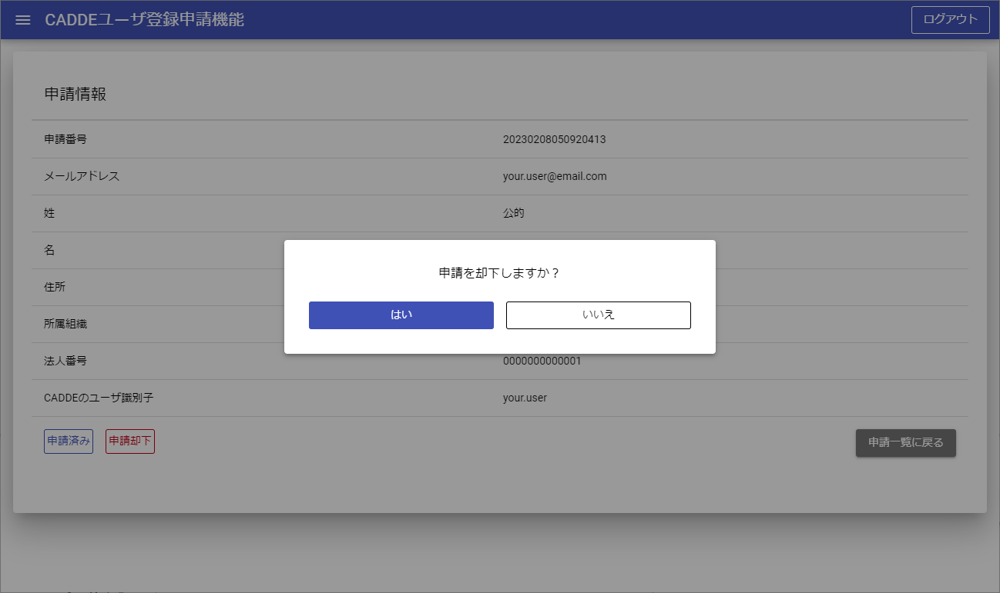 CADDEユーザ登録申請機能
ログアウト
申請情報
申請番号 20230208050920413
メールアドレス your.user@email.com
姓 公的
名
住所
所属組織
法人番号 0000000000001
CADDEのユーザ識別子 your.user
申請を却下しますか？
はい いいえ
申請済み 申請却下 申請一覧に戻る